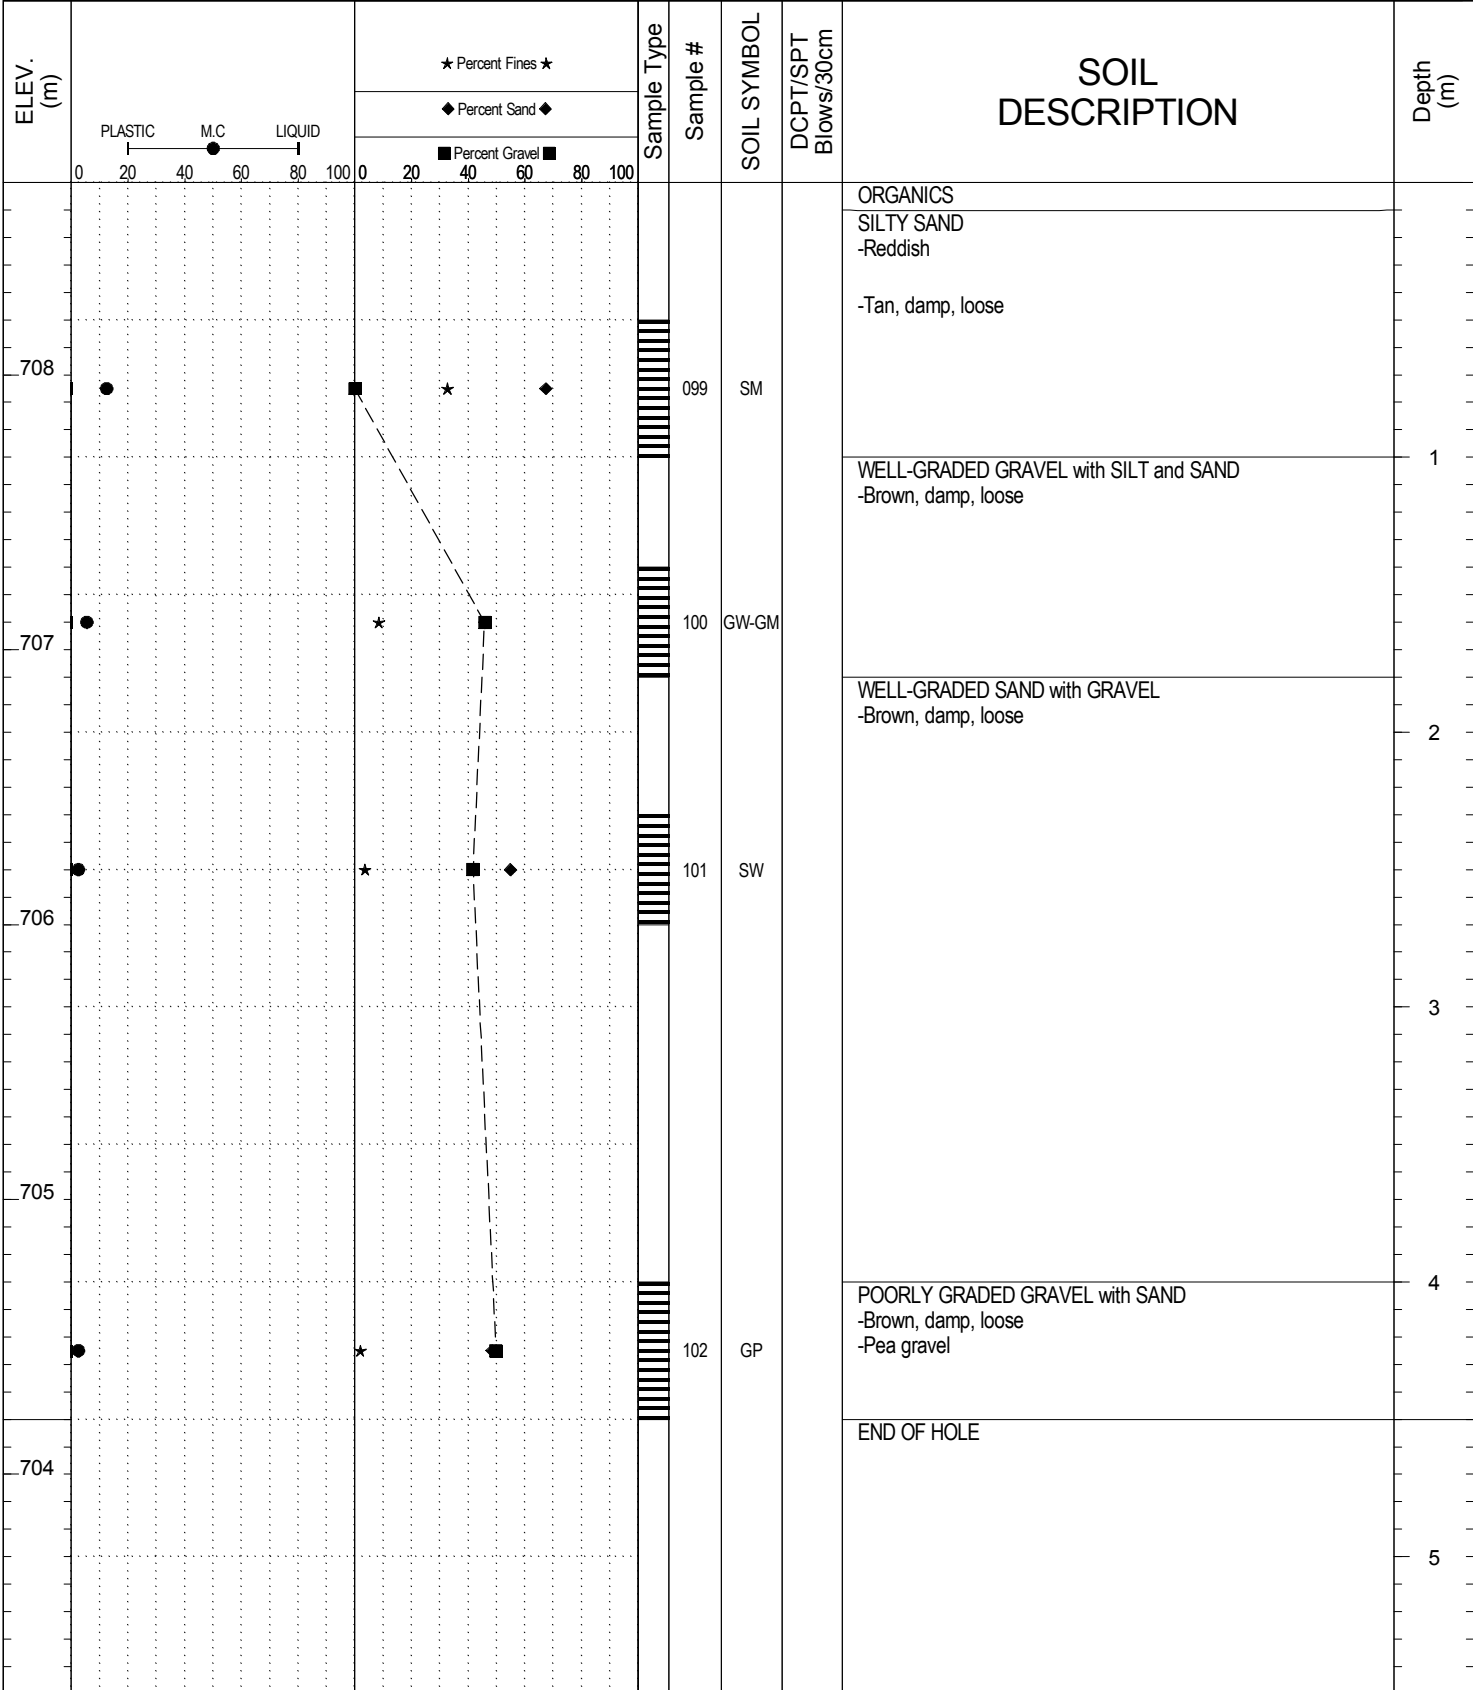 ELEV.
(m)
PLASTIC M.C LIQUID
0 20 40 60 80 100
★ Percent Fines ★
◆ Percent Sand ◆
■ Percent Gravel ■
0 20 40 60 80 100
Sample Type
Sample #
SOIL SYMBOL
DCPT/SPT
Blows/30cm
SOIL
DESCRIPTION
Depth
(m)
ORGANICS
SILTY SAND
-Reddish
-Tan, damp, loose
708
099 SM
1
WELL-GRADED GRAVEL with SILT and SAND
-Brown, damp, loose
100 GW-GM
707
WELL-GRADED SAND with GRAVEL
-Brown, damp, loose
2
101 SW
706
3
705
4
POORLY GRADED GRAVEL with SAND
-Brown, damp, loose
-Pea gravel
102 GP
END OF HOLE
704
5